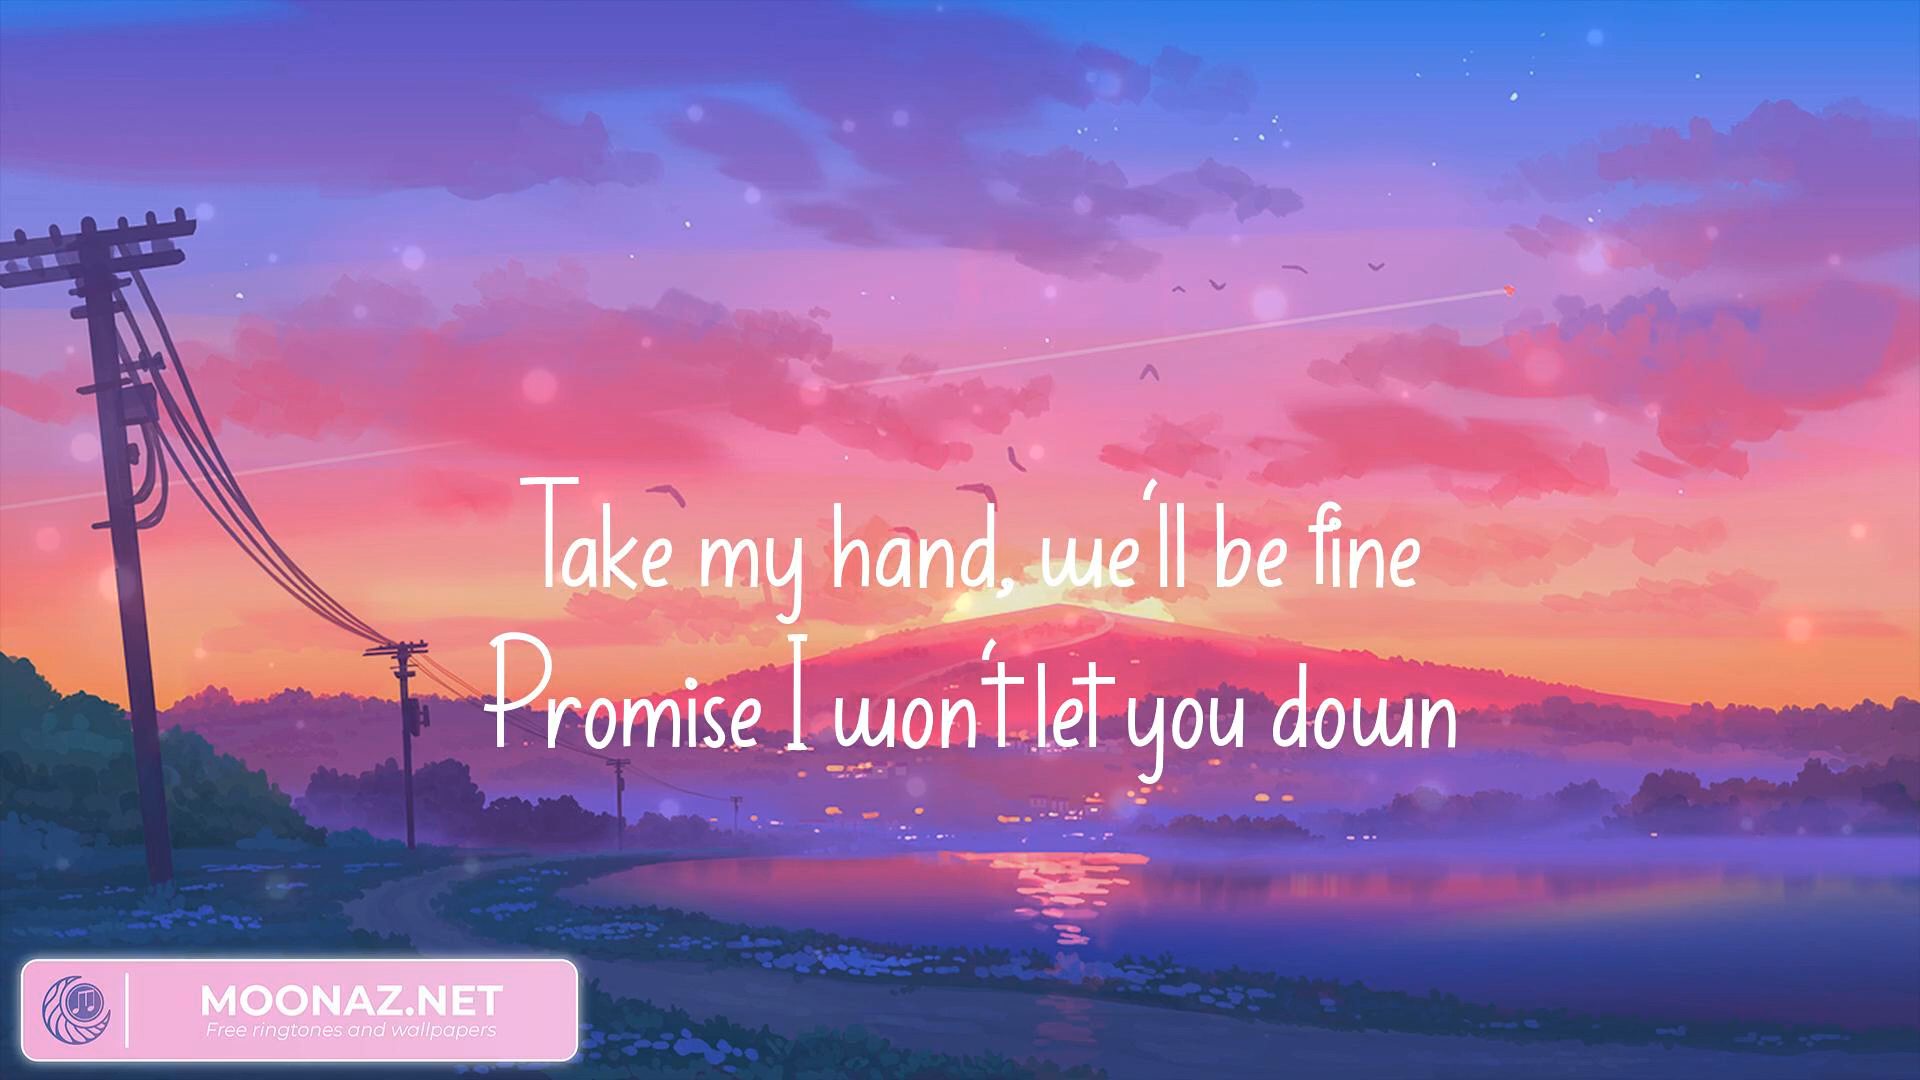 Take my hand, we'll be fine
Promise I won't let you down
MOONAZ.NET
Free ringtones and wallpapers